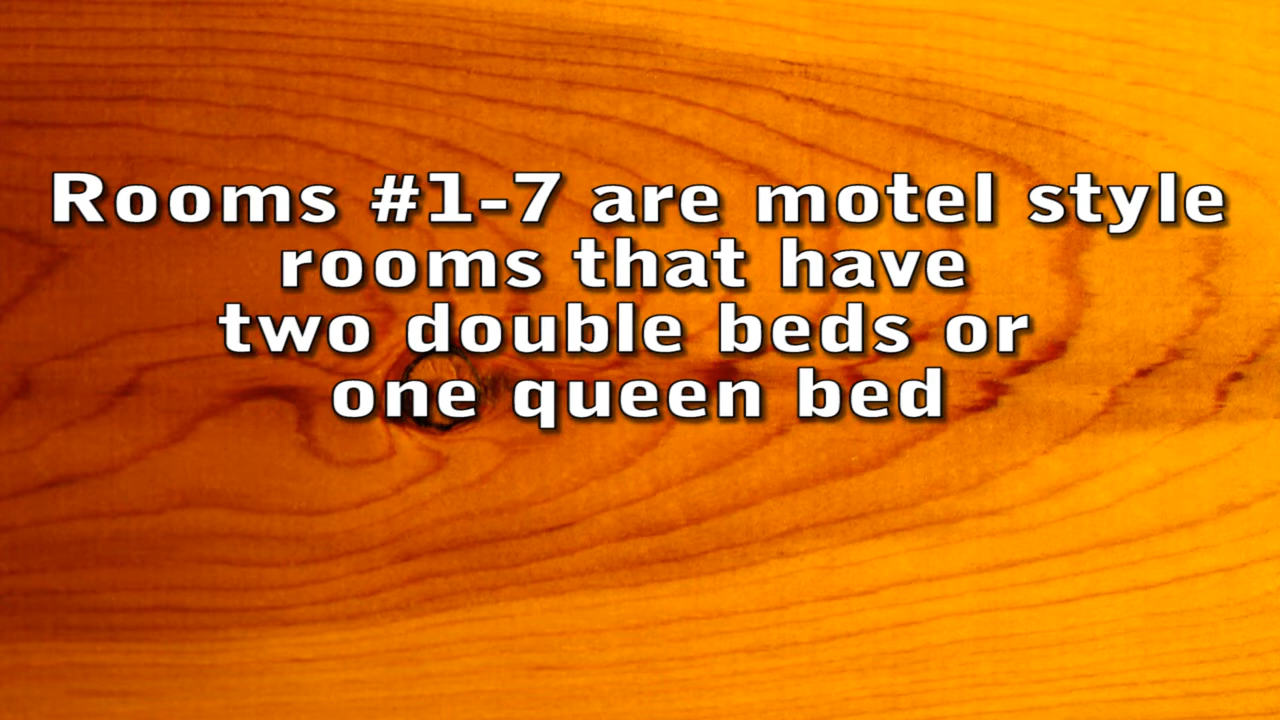 Rooms #1-7 are motel style
rooms that have
two double beds or
one queen bed